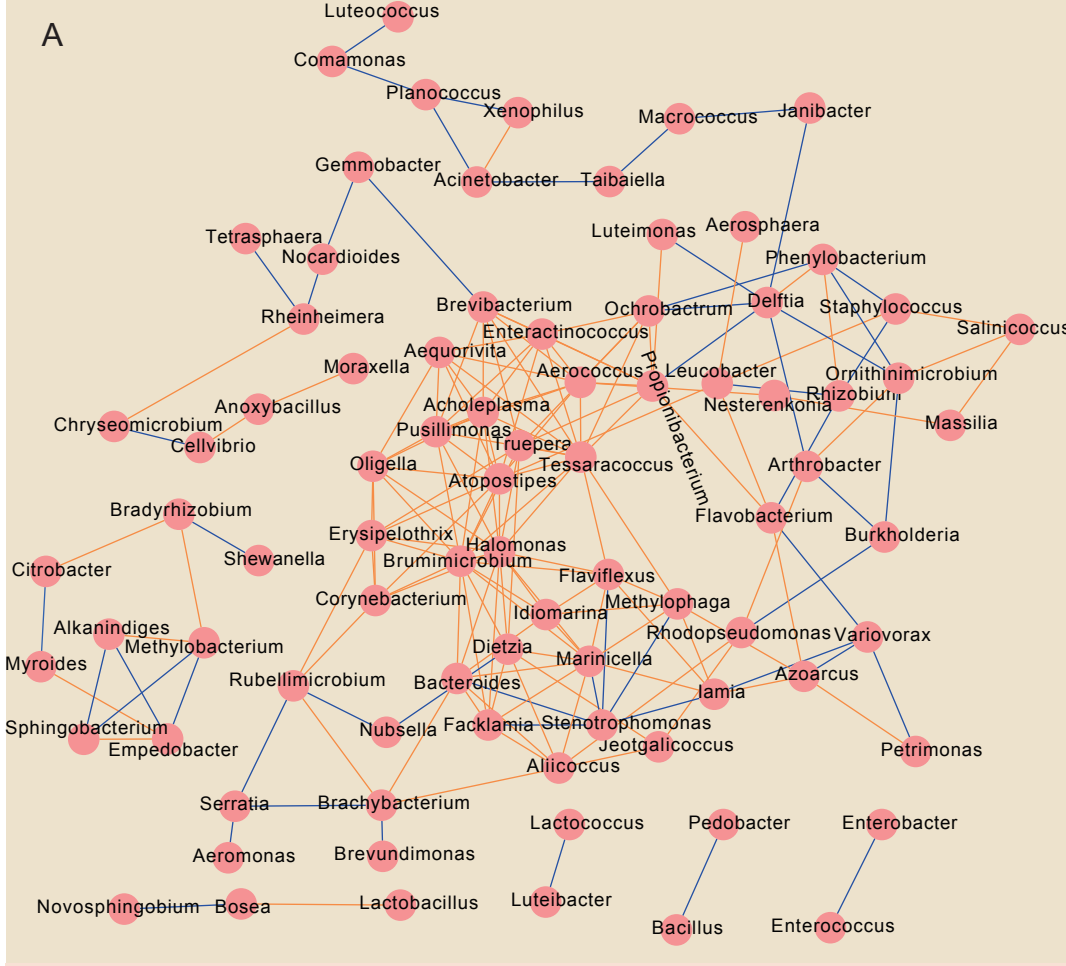 A
Luteococcus
Comamonas
Planococcus
Xenophilus
Macrococcus
Janibacter
Gemmobacter
Acinetobacter
Taibaiella
Tetrasphaera
Nocardioides
Luteimonas
Aerosphaera
Phenylobacterium
Rheinheimera
Brevibacterium
Ochrobactrum
Delftia
Staphylococcus
Enteractinococcus
Salinicoccus
Aequorivita
Moraxella
Aerococcus
Propionibacterium
Leucobacter
Ornithinimicrobium
Nesterenkonia
Rhizobium
Anoxybacillus
Acholeplasma
Chryseomicrobium
Cellvibrio
Pusillimonas
Truepera
Massilia
Oligella
Atopostipes
Tessaracoccus
Arthrobacter
Bradyrhizobium
Flavobacterium
Erysipelothrix
Halomonas
Burkholderia
Shewanella
Brumimicrobium
Citrobacter
Flaviflexus
Corynebacterium
Idiomarina
Methylophaga
Alkanindiges
Methylobacterium
Rhodopseudomonas
Variovorax
Myroides
Dietzia
Marinicella
Rubellimicrobium
Bacteroides
Iamia
Azoarcus
Sphingobacterium
Empedobacter
Nubsella
Facklamia
Stenotrophomonas
Jeotgalicoccus
Petrimonas
Aliicoccus
Serratia
Brachybacterium
Lactococcus
Pedobacter
Enterobacter
Aeromonas
Brevundimonas
Novosphingobium
Bosea
Lactobacillus
Luteibacter
Bacillus
Enterococcus